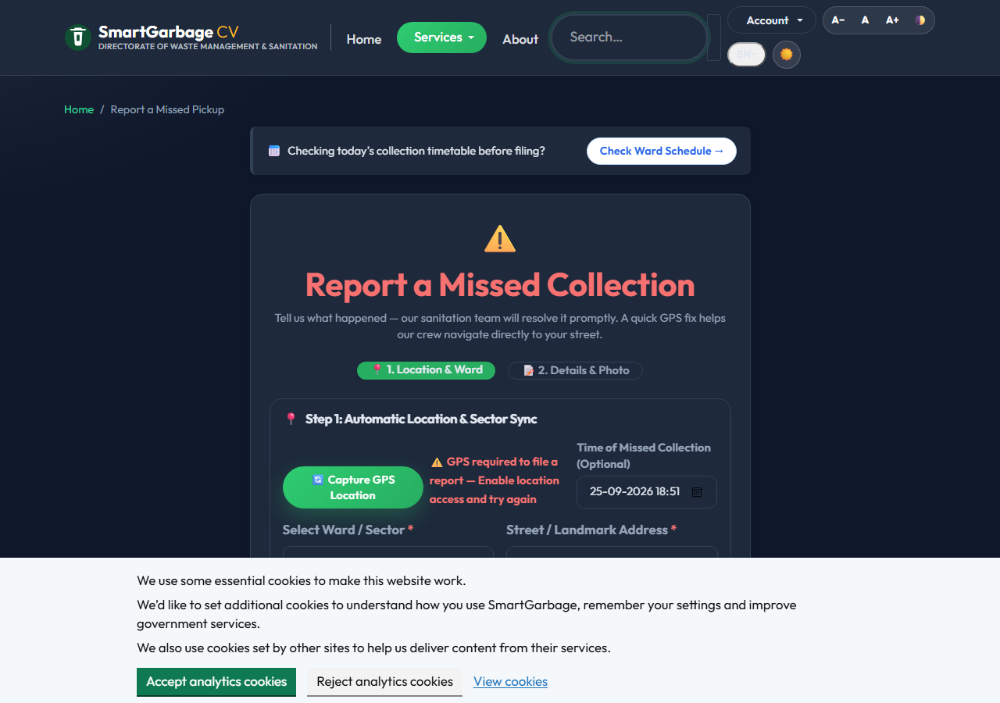 SmartGarbage CV
DIRECTORATE OF WASTE MANAGEMENT & SANITATION
Home
Services
About
Search...
Account
A−
A
A+
EN
Home / Report a Missed Pickup
Checking today's collection timetable before filing?
Check Ward Schedule →
Report a Missed Collection
Tell us what happened — our sanitation team will resolve it promptly. A quick GPS fix helps
our crew navigate directly to your street.
1. Location & Ward
2. Details & Photo
Step 1: Automatic Location & Sector Sync
Capture GPS
Location
GPS required to file a
report — Enable location
access and try again
Time of Missed Collection
(Optional)
25-09-2026 18:51
Select Ward / Sector *
Street / Landmark Address *
We use some essential cookies to make this website work.
We’d like to set additional cookies to understand how you use SmartGarbage, remember your settings and improve
government services.
We also use cookies set by other sites to help us deliver content from their services.
Accept analytics cookies
Reject analytics cookies
View cookies